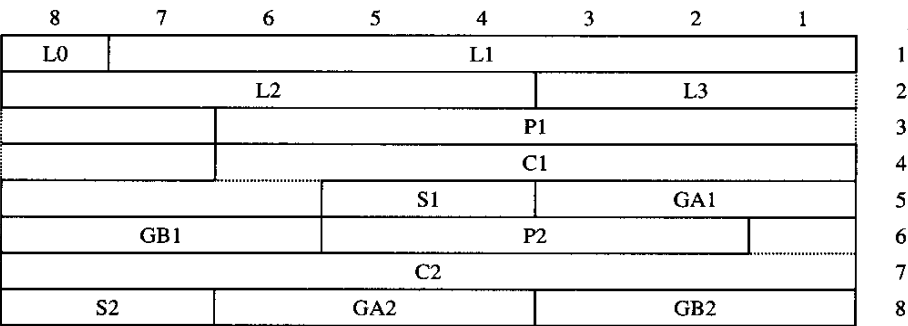 8 7 6 5 4 3 2 1
L0 L1 1
L2 L3 2
P1 3
C1 4
S1 GA1 5
GB1 P2 6
C2 7
S2 GA2 GB2 8